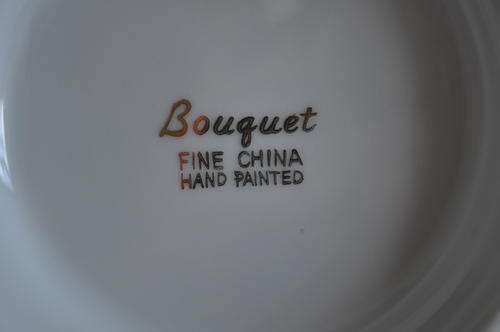 Bouquet
FINE CHINA
HAND PAINTED